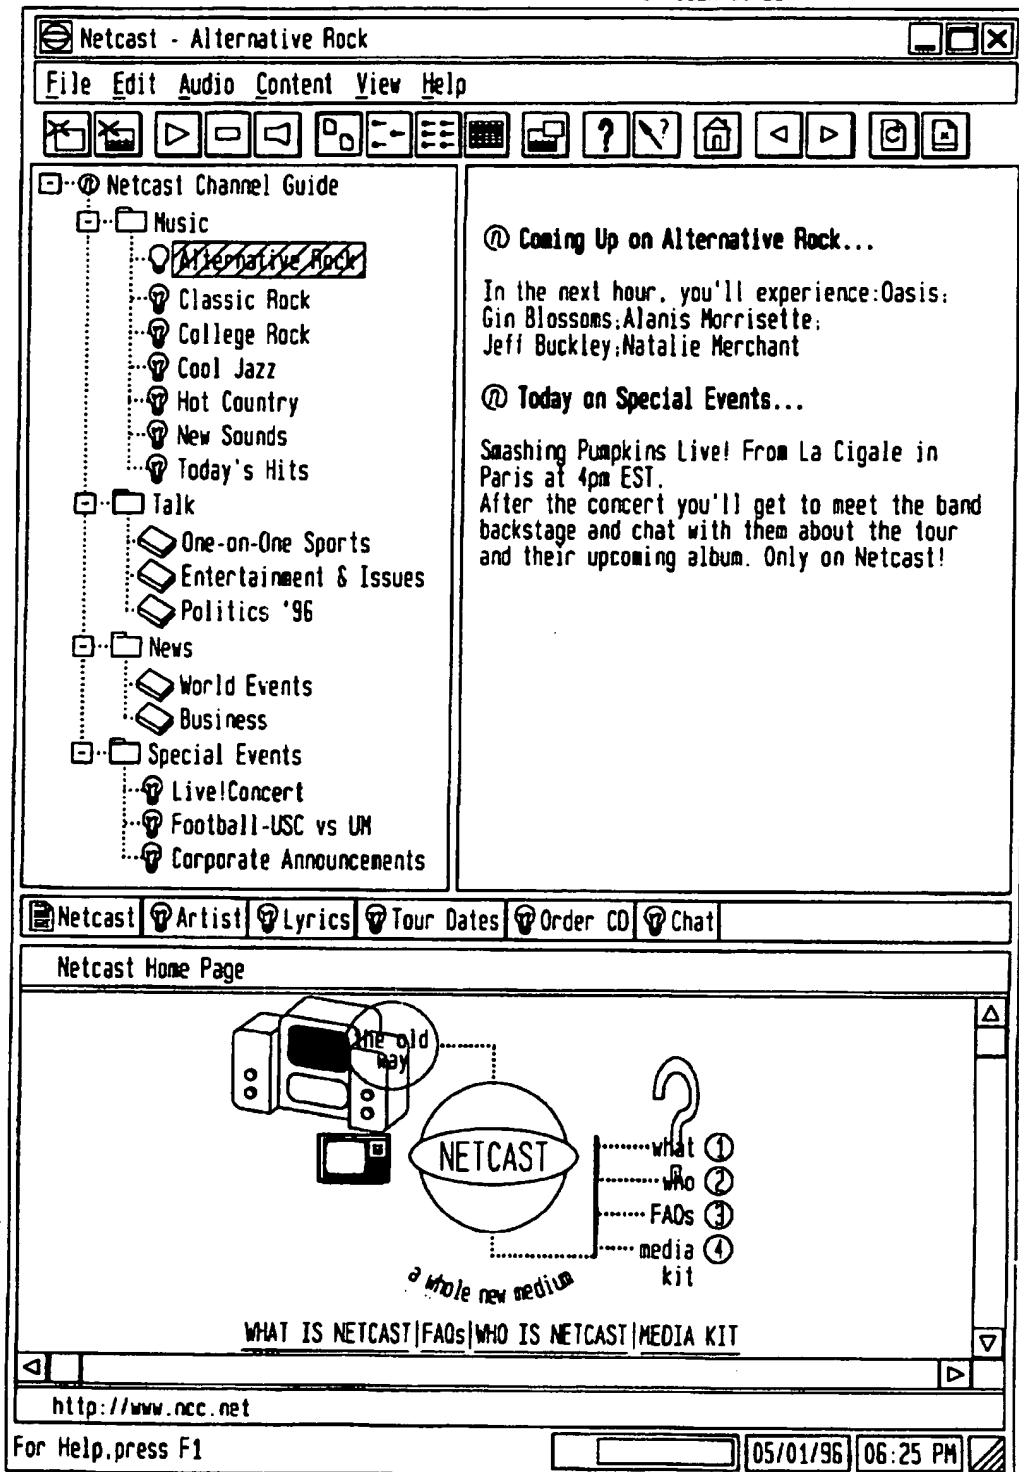 Netcast - Alternative Rock
File Edit Audio Content View Help
Netcast Channel Guide
Music
Alternative Rock
Classic Rock
College Rock
Cool Jazz
Hot Country
New Sounds
Today's Hits
Talk
One-on-One Sports
Entertainment & Issues
Politics '96
News
World Events
Business
Special Events
Live!Concert
Football-USC vs UM
Corporate Announcements
Coming Up on Alternative Rock...
In the next hour, you'll experience:Oasis;
Gin Blossoms;Alanis Morrisette;
Jeff Buckley;Natalie Merchant
Today on Special Events...
Smashing Pumpkins Live! From La Cigale in
Paris at 4pm EST.
After the concert you'll get to meet the band
backstage and chat with them about the tour
and their upcoming album. Only on Netcast!
Netcast Artist Lyrics Tour Dates Order CD Chat
Netcast Home Page
the old
way
NETCAST
what 1
who 2
FAQs 3
media 4
kit
a whole new medium
WHAT IS NETCAST|FAQs|WHO IS NETCAST|MEDIA KIT
http://www.ncc.net
For Help,press F1 05/01/96 06:25 PM